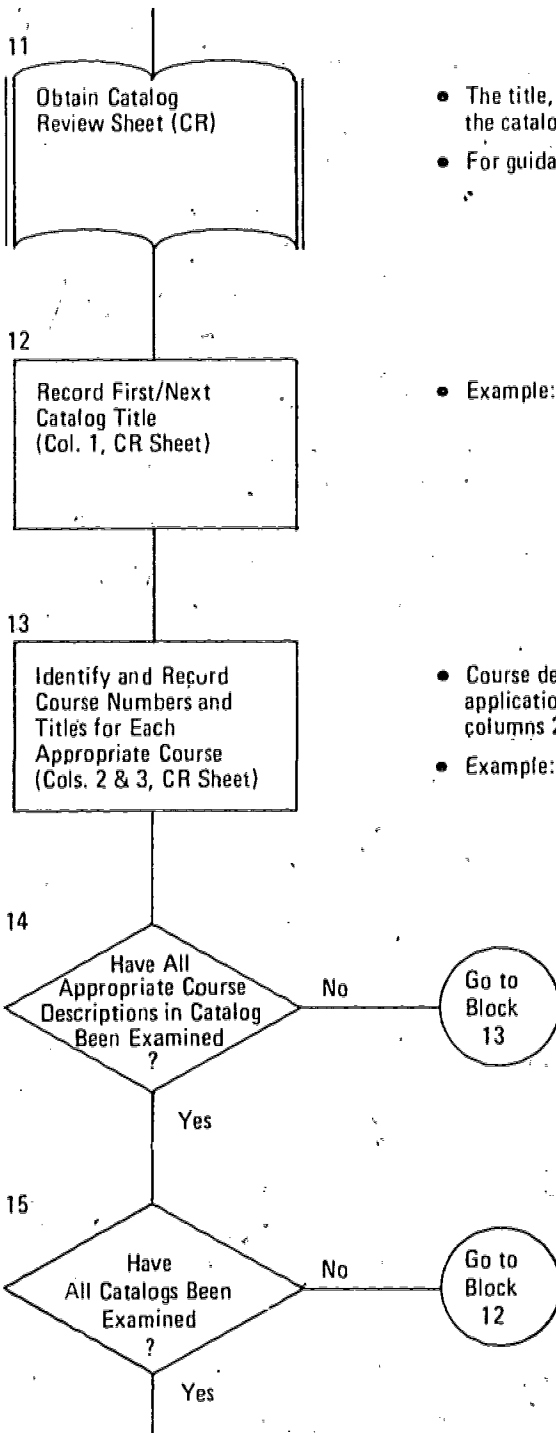 11
Obtain Catalog
Review Sheet (CR)
• The title,
the catalo
• For guida
12
Record First/Next
Catalog Title
(Col. 1, CR Sheet)
• Example:
13
Identify and Record
Course Numbers and
Titles for Each
Appropriate Course
(Cols. 2 & 3, CR Sheet)
• Course de
applicatio
columns 2
• Example:
14
Have All
Appropriate Course
Descriptions in Catalog
Been Examined
?
No
Go to
Block
13
Yes
15
Have
All Catalogs Been
Examined
?
No
Go to
Block
12
Yes